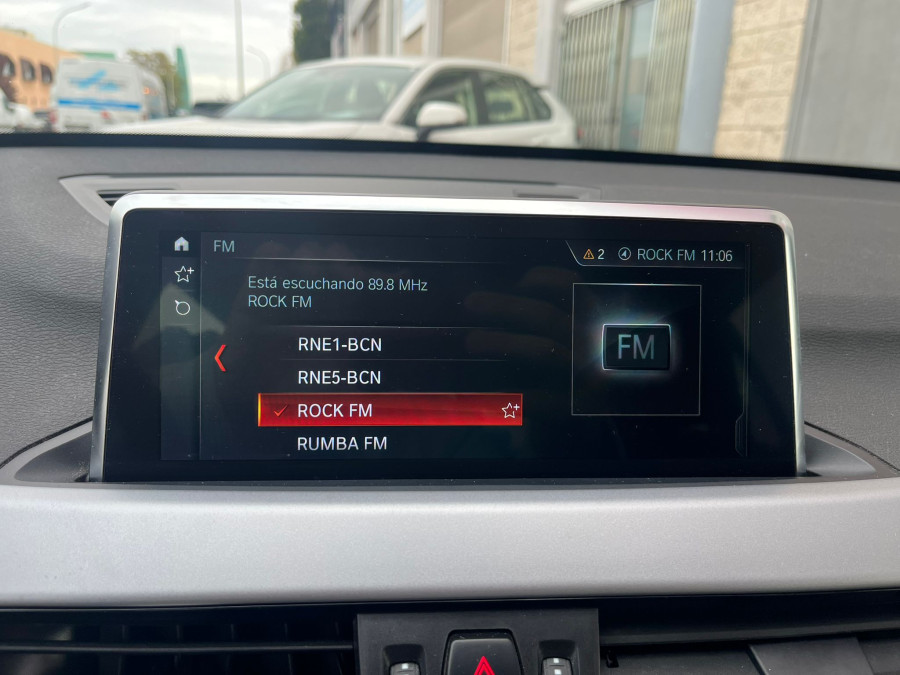 FM
2 ROCK FM 11:06
Está escuchando 89.8 MHz
ROCK FM
FM
RNE1-BCN
RNE5-BCN
ROCK FM
RUMBA FM